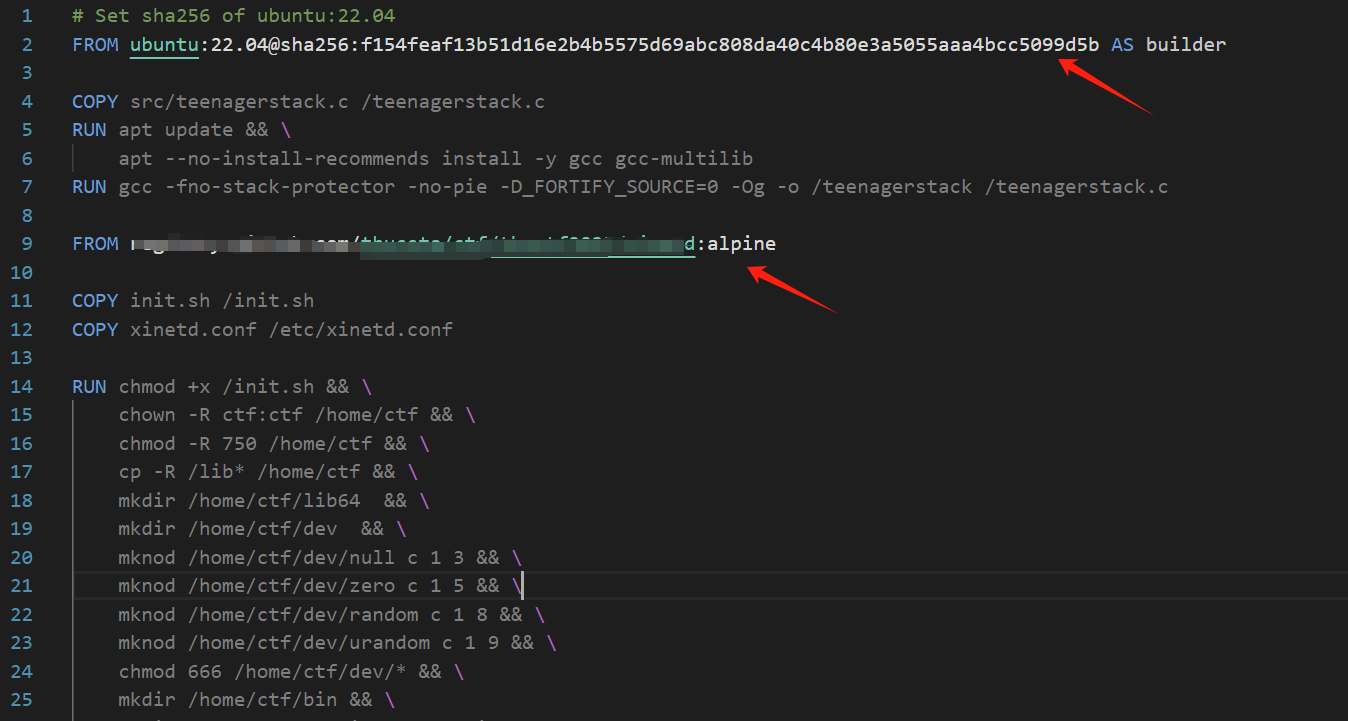 1 # Set sha256 of ubuntu:22.04
2 FROM ubuntu:22.04@sha256:f154feaf13b51d16e2b4b5575d69abc808da40c4b80e3a5055aaa4bcc5099d5b AS builder
3
4 COPY src/teenagerstack.c /teenagerstack.c
5 RUN apt update && \
6 apt --no-install-recommends install -y gcc gcc-multilib
7 RUN gcc -fno-stack-protector -no-pie -D_FORTIFY_SOURCE=0 -Og -o /teenagerstack /teenagerstack.c
8
9 FROM :alpine
10
11 COPY init.sh /init.sh
12 COPY xinetd.conf /etc/xinetd.conf
13
14 RUN chmod +x /init.sh && \
15 chown -R ctf:ctf /home/ctf && \
16 chmod -R 750 /home/ctf && \
17 cp -R /lib* /home/ctf && \
18 mkdir /home/ctf/lib64 && \
19 mkdir /home/ctf/dev && \
20 mknod /home/ctf/dev/null c 1 3 && \
21 mknod /home/ctf/dev/zero c 1 5 && \
22 mknod /home/ctf/dev/random c 1 8 && \
23 mknod /home/ctf/dev/urandom c 1 9 && \
24 chmod 666 /home/ctf/dev/* && \
25 mkdir /home/ctf/bin && \